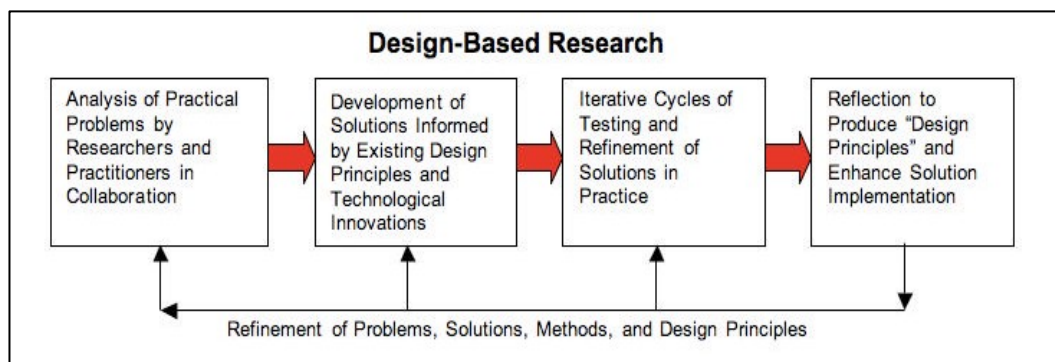 Design-Based Research
Analysis of Practical
Problems by
Researchers and
Practitioners in
Collaboration
Development of
Solutions Informed
by Existing Design
Principles and
Technological
Innovations
Iterative Cycles of
Testing and
Refinement of
Solutions in
Practice
Reflection to
Produce “Design
Principles” and
Enhance Solution
Implementation
Refinement of Problems, Solutions, Methods, and Design Principles